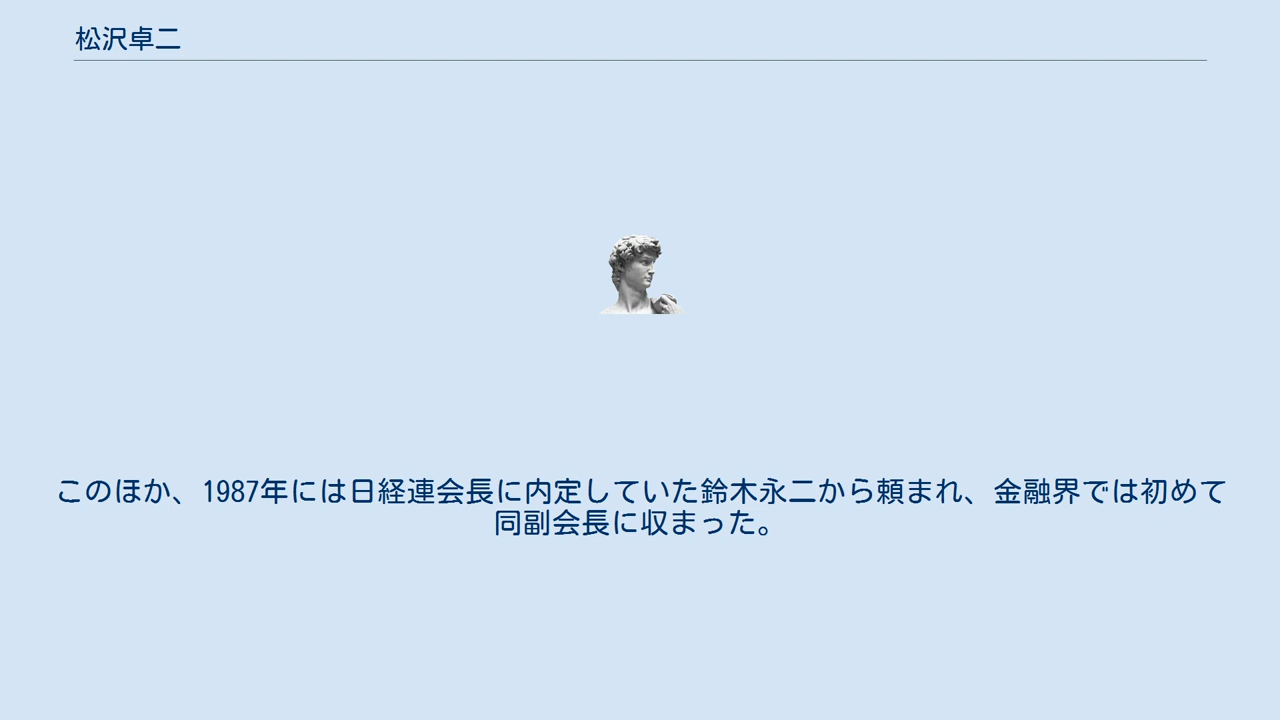 松沢卓二
このほか、1987年には日経連会長に内定していた鈴木永二から頼まれ、金融界では初めて
同副会長に収まった。